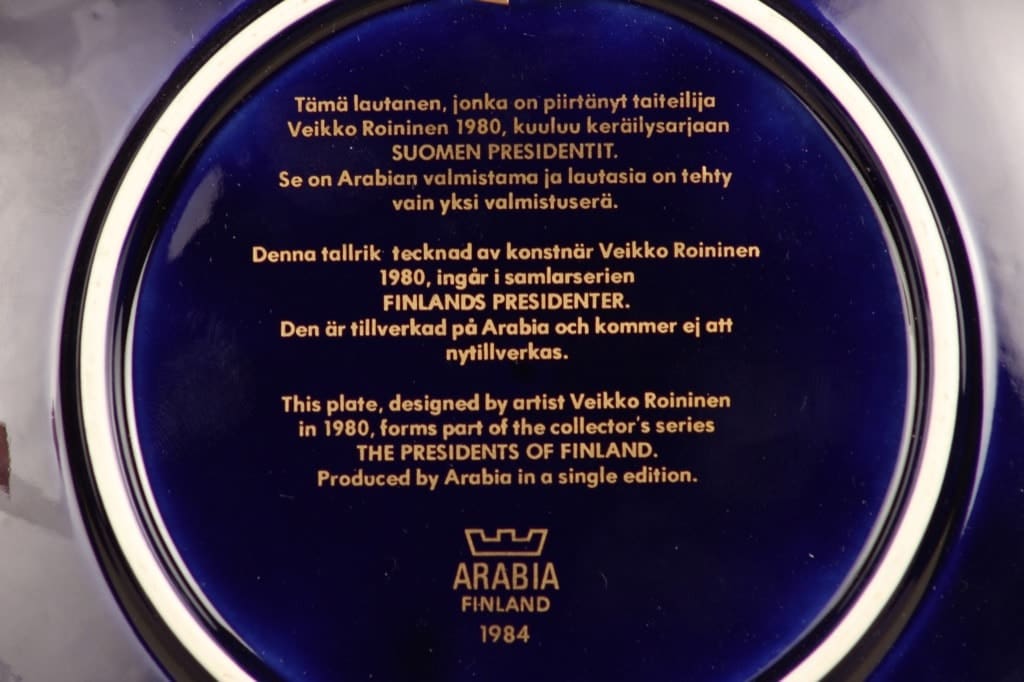 Tämä lautanen, jonka on piirtänyt taiteilija
Veikko Roininen 1980, kuuluu keräilysarjaan
SUOMEN PRESIDENTIT.
Se on Arabian valmistama ja lautasia on tehty
vain yksi valmistuserä.
Denna tallrik tecknad av konstnär Veikko Roininen
1980, ingår i samlarserien
FINLANDS PRESIDENTER.
Den är tillverkad på Arabia och kommer ej att
nytillverkas.
This plate, designed by artist Veikko Roininen
in 1980, forms part of the collector's series
THE PRESIDENTS OF FINLAND.
Produced by Arabia in a single edition.
ARABIA
FINLAND
1984